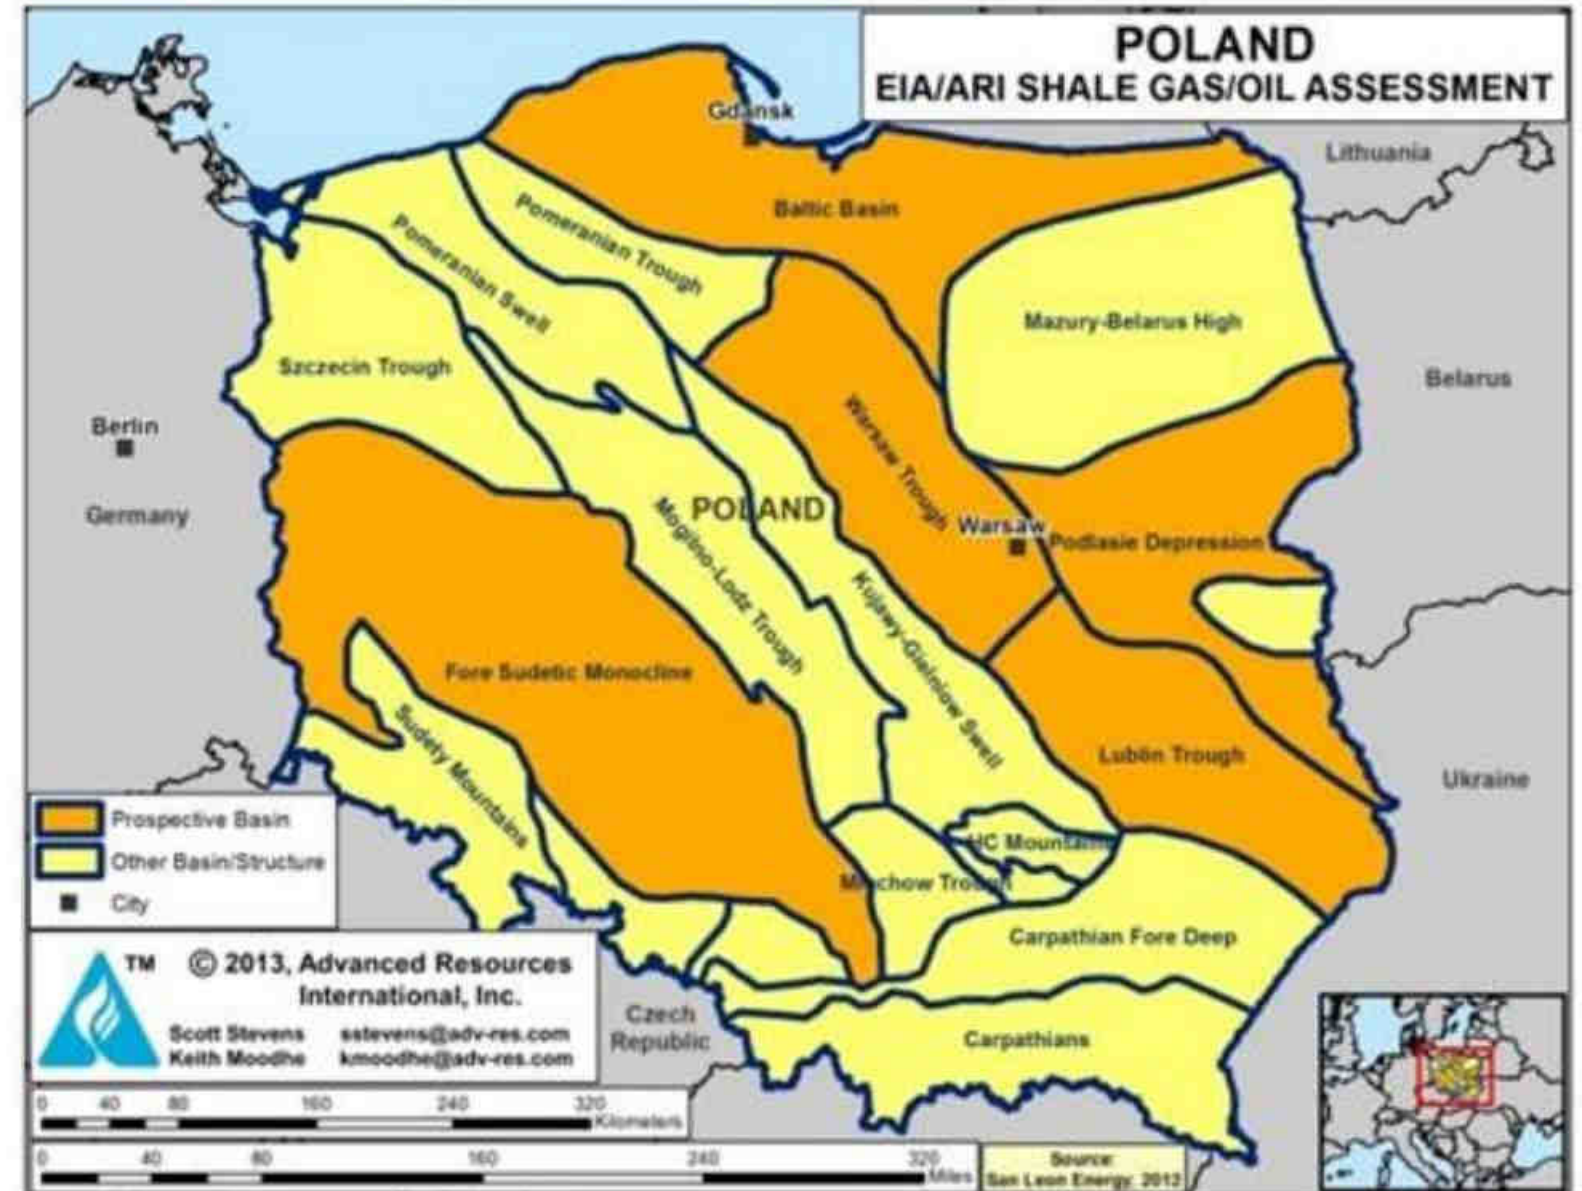 POLAND
EIA/ARI SHALE GAS/OIL ASSESSMENT
Gdansk
Lithuania
Baltic Basin
Pomeranian Trough
Pomeranian Swell
Mazury-Belarus High
Szczecin Trough
Belarus
Berlin
Warsaw Trough
POLAND
Germany
Warsaw
Podlasie Depression
Mogilno-Lodz Trough
Kujawy-Gielniow Swell
Fore Sudetic Monocline
Sudety Mountains
Lublin Trough
Ukraine
Prospective Basin
Other Basin/Structure
City
HC Mountains
Miechow Trough
Carpathian Fore Deep
TM
© 2013, Advanced Resources
International, Inc.
Scott Stevens sstevens@adv-res.com
Keith Moodhe kmoodhe@adv-res.com
Czech
Republic
Carpathians
0 40 80 160 240 320
Kilometers
0 40 80 160 240 320
Miles
Source:
San Leon Energy, 2012